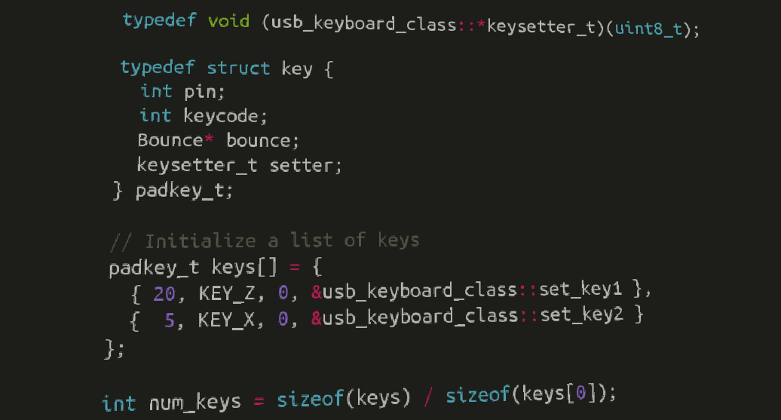 typedef void (usb_keyboard_class::*keysetter_t)(uint8_t);
typedef struct key {
int pin;
int keycode;
Bounce* bounce;
keysetter_t setter;
} padkey_t;
// Initialize a list of keys
padkey_t keys[] = {
{ 20, KEY_Z, 0, &usb_keyboard_class::set_key1 },
{ 5, KEY_X, 0, &usb_keyboard_class::set_key2 }
};
int num_keys = sizeof(keys) / sizeof(keys[0]);